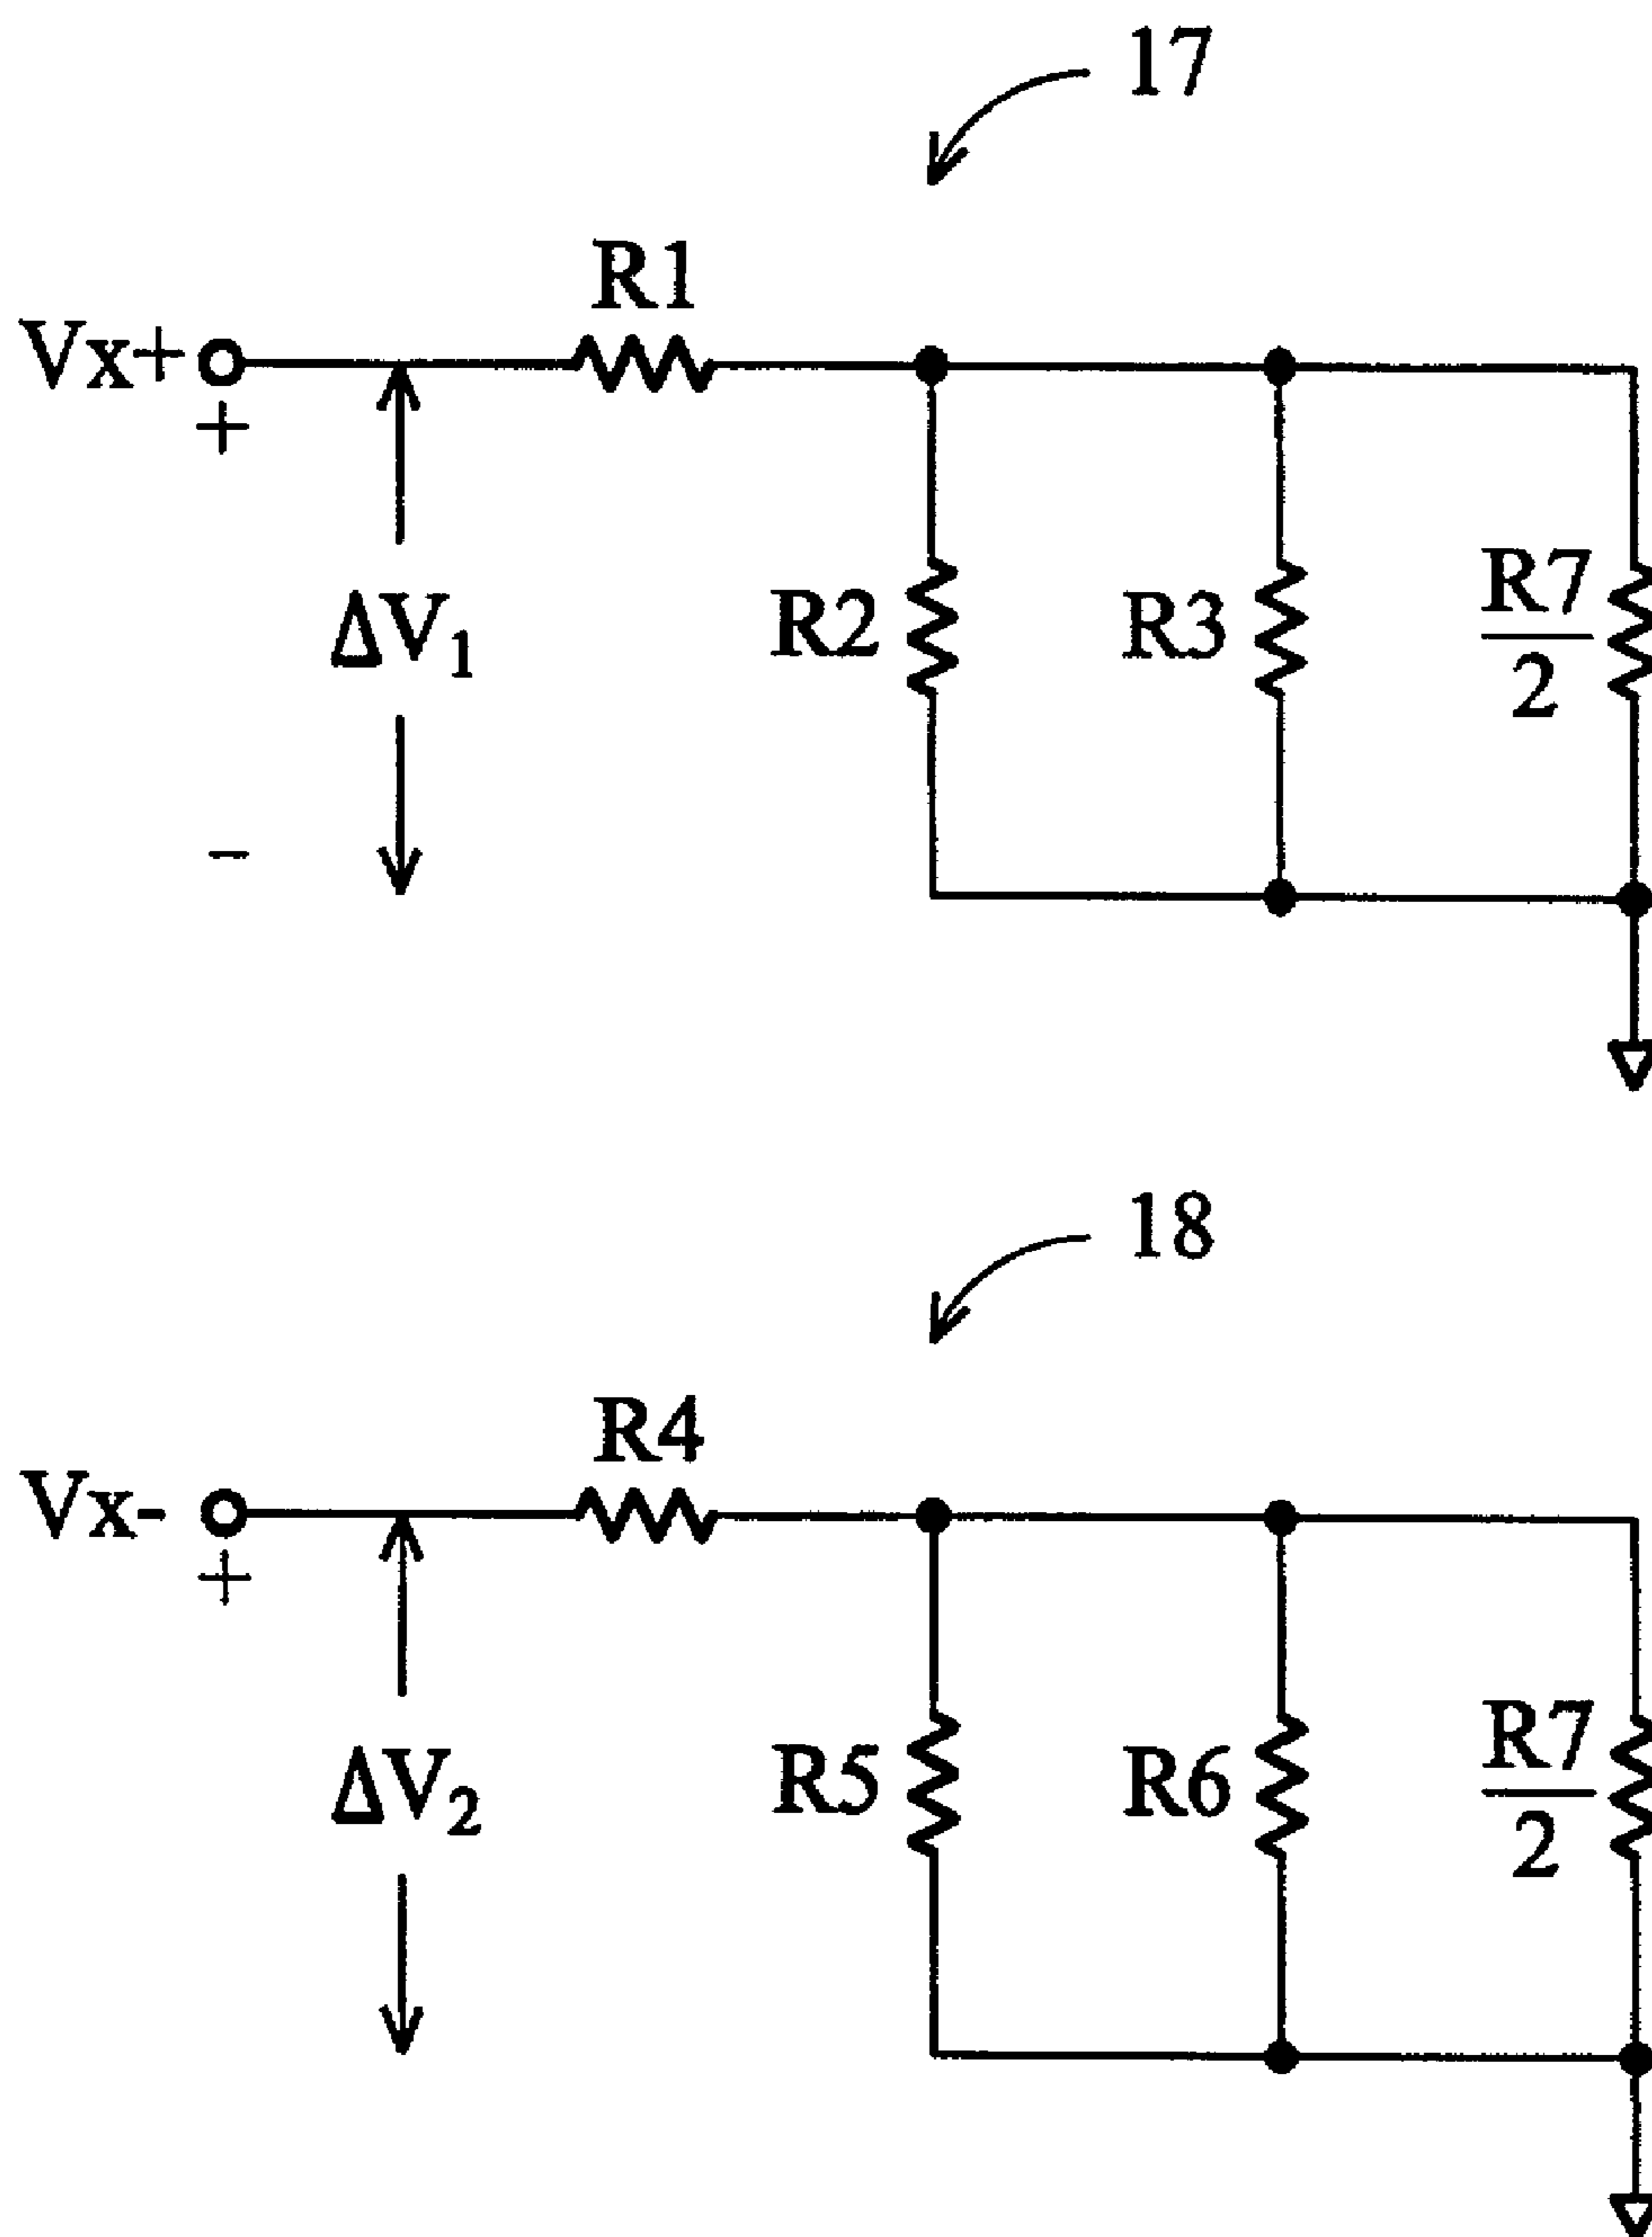 17
R1
Vx+
+
ΔV₁
R2
R3
R7
2
-
18
R4
Vx-
+
ΔV₂
R5
R6
R7
2